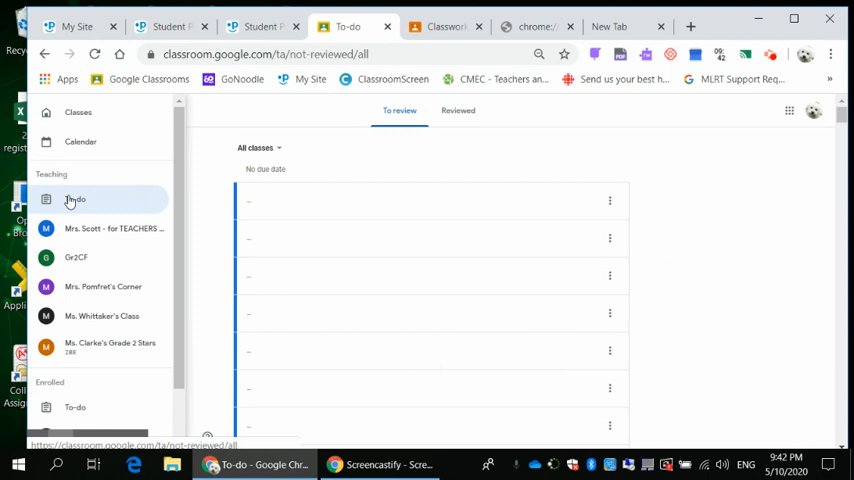 My Site
Student P
Student P
To-do
Classwork
chrome:/
New Tab
classroom.google.com/ta/not-reviewed/all
09:
42
Apps
Google Classrooms
GoNoodle
My Site
ClassroomScreen
CMEC - Teachers an...
Send us your best h...
MLRT Support Req...
Classes
Calendar
Teaching
To-do
Mrs. Scott - for TEACHERS ...
Gr2CF
Mrs. Pomfret's Corner
Ms. Whittaker's Class
Ms. Clarke's Grade 2 Stars
2BE
Enrolled
To-do
To review
Reviewed
All classes
No due date
https://classroom.google.com/ta/not-reviewed/all
To-do - Google Chr...
Screencastify - Scre...
ENG
9:42 PM
5/10/2020